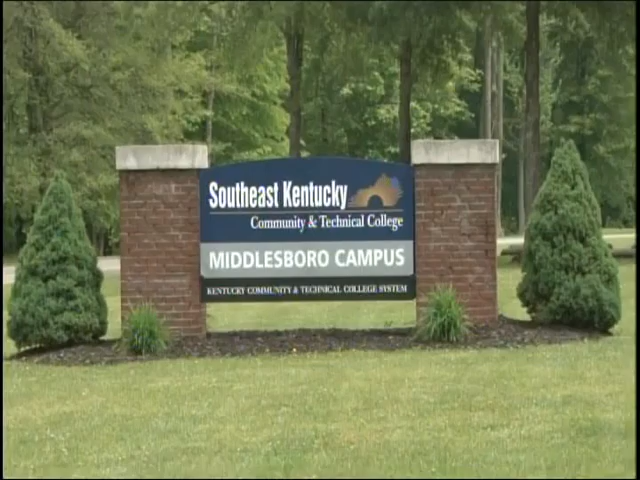 Southeast Kentucky
Community & Technical College
MIDDLESBORO CAMPUS
KENTUCKY COMMUNITY & TECHNICAL COLLEGE SYSTEM